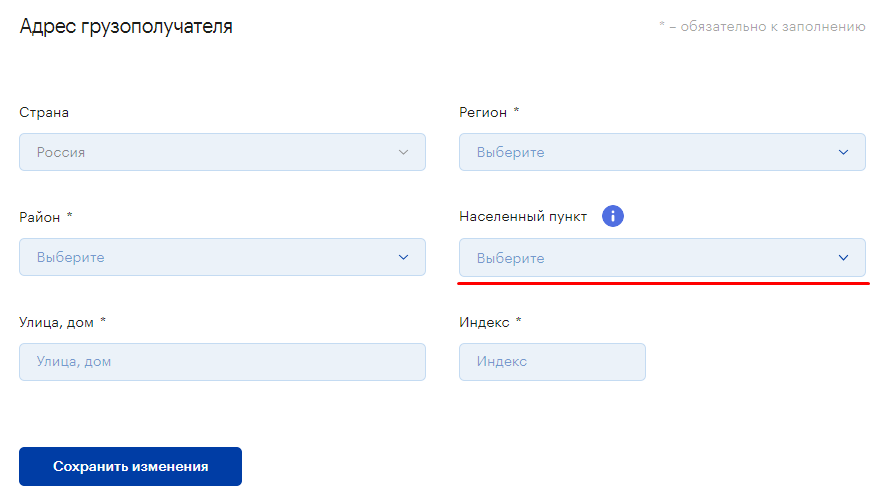 Адрес грузополучателя
* – обязательно к заполнению
Страна
Регион *
Россия
Выберите
Район *
Населенный пункт
Выберите
Выберите
Улица, дом *
Индекс *
Улица, дом
Индекс
Сохранить изменения